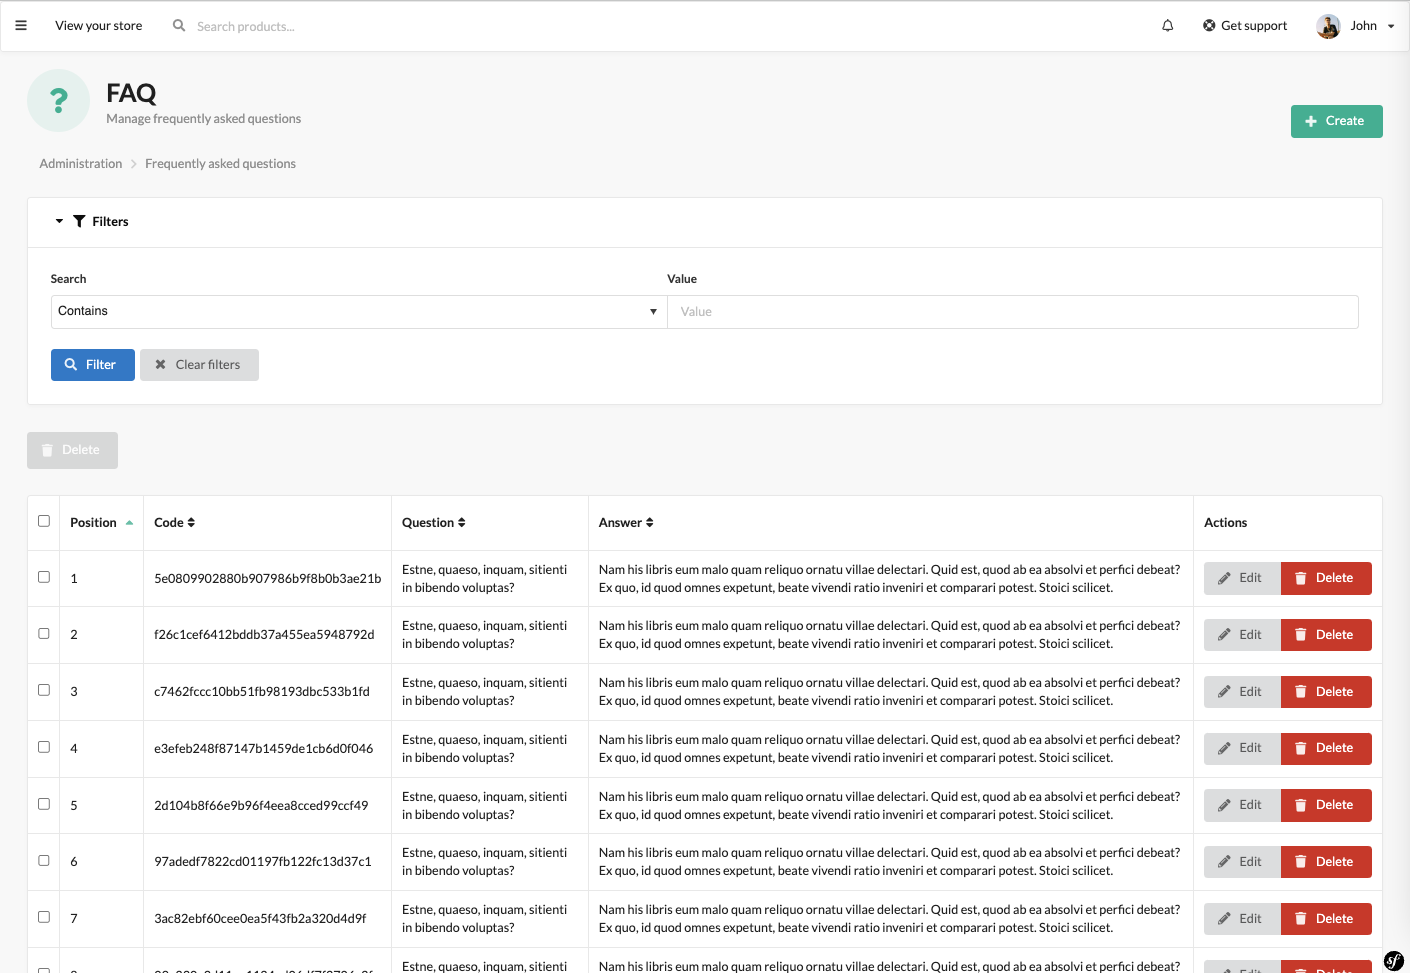 View your store
Search products...
Get support
John
?
FAQ
Manage frequently asked questions
Create
Administration
Frequently asked questions
Filters
Search
Value
Contains
Value
Filter
Clear filters
Delete
Position
Code
Question
Answer
Actions
1
5e0809902880b907986b9f8b0b3ae21b
Estne, quaeso, inquam, sitienti
in bibendo voluptas?
Nam his libris eum malo quam reliquo ornatu villae delectari. Quid est, quod ab ea absolvi et perfici debeat?
Ex quo, id quod omnes expetunt, beate vivendi ratio inveniri et comparari potest. Stoici scilicet.
Edit
Delete
2
f26c1cef6412bddb37a455ea5948792d
Estne, quaeso, inquam, sitienti
in bibendo voluptas?
Nam his libris eum malo quam reliquo ornatu villae delectari. Quid est, quod ab ea absolvi et perfici debeat?
Ex quo, id quod omnes expetunt, beate vivendi ratio inveniri et comparari potest. Stoici scilicet.
Edit
Delete
3
c7462fccc10bb51fb98193dbc533b1fd
Estne, quaeso, inquam, sitienti
in bibendo voluptas?
Nam his libris eum malo quam reliquo ornatu villae delectari. Quid est, quod ab ea absolvi et perfici debeat?
Ex quo, id quod omnes expetunt, beate vivendi ratio inveniri et comparari potest. Stoici scilicet.
Edit
Delete
4
e3efeb248f87147b1459de1cb6d0f046
Estne, quaeso, inquam, sitienti
in bibendo voluptas?
Nam his libris eum malo quam reliquo ornatu villae delectari. Quid est, quod ab ea absolvi et perfici debeat?
Ex quo, id quod omnes expetunt, beate vivendi ratio inveniri et comparari potest. Stoici scilicet.
Edit
Delete
5
2d104b8f66e9b96f4eea8cced99ccf49
Estne, quaeso, inquam, sitienti
in bibendo voluptas?
Nam his libris eum malo quam reliquo ornatu villae delectari. Quid est, quod ab ea absolvi et perfici debeat?
Ex quo, id quod omnes expetunt, beate vivendi ratio inveniri et comparari potest. Stoici scilicet.
Edit
Delete
6
97adedf7822cd01197fb122fc13d37c1
Estne, quaeso, inquam, sitienti
in bibendo voluptas?
Nam his libris eum malo quam reliquo ornatu villae delectari. Quid est, quod ab ea absolvi et perfici debeat?
Ex quo, id quod omnes expetunt, beate vivendi ratio inveniri et comparari potest. Stoici scilicet.
Edit
Delete
7
3ac82ebf60cee0ea5f43fb2a320d4d9f
Estne, quaeso, inquam, sitienti
in bibendo voluptas?
Nam his libris eum malo quam reliquo ornatu villae delectari. Quid est, quod ab ea absolvi et perfici debeat?
Ex quo, id quod omnes expetunt, beate vivendi ratio inveniri et comparari potest. Stoici scilicet.
Edit
Delete
Estne, quaeso, inquam, sitienti
Nam his libris eum malo quam reliquo ornatu villae delectari. Quid est, quod ab ea absolvi et perfici debeat?
sf